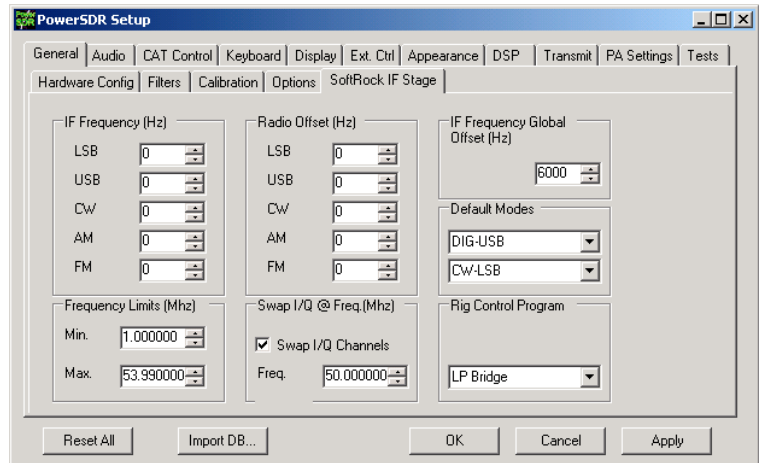 PowerSDR Setup
General Audio CAT Control Keyboard Display Ext. Ctrl Appearance DSP Transmit PA Settings Tests
Hardware Config Filters Calibration Options SoftRock IF Stage
IF Frequency (Hz)
LSB 0
USB 0
CW 0
AM 0
FM 0
Radio Offset (Hz)
LSB 0
USB 0
CW 0
AM 0
FM 0
IF Frequency Global
Offset (Hz)
6000
Default Modes
DIG-USB
CW-LSB
Frequency Limits (Mhz)
Min. 1.000000
Max. 53.990000
Swap I/Q @ Freq.(Mhz)
Swap I/Q Channels
Freq. 50.000000
Rig Control Program
LP Bridge
Reset All Import DB... OK Cancel Apply